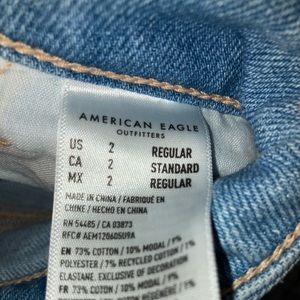 AMERICAN EAGLE
OUTFITTERS
US 2 REGULAR
CA 2 STANDARD
MX 2 REGULAR
MADE IN CHINA / FABRIQUÉ EN
CHINE / HECHO EN CHINA
RN 54485 / CA 03873
RFC# AEM120605U9A
EN 73% COTTON / 10% MODAL / 9%
POLYESTER / 7% RECYCLED COTTON / 1%
ELASTANE. EXCLUSIVE OF DECORATION
FR 73% COTON / 10% MODAL / 9%